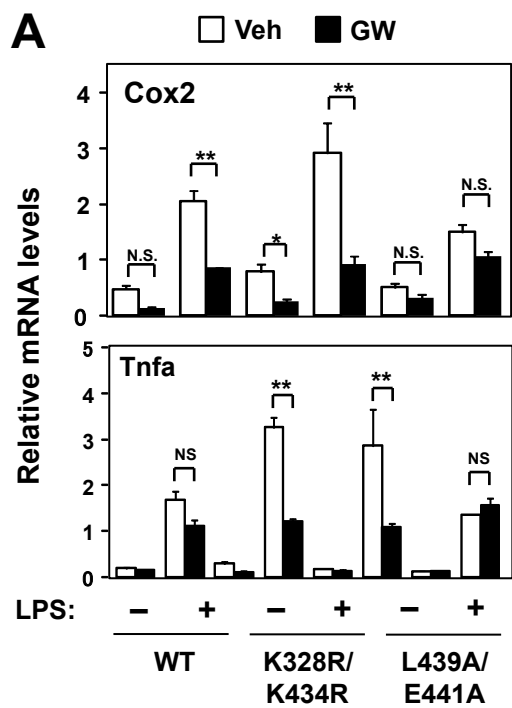 A
Veh GW
Cox2
Relative mRNA levels
4
3
2
1
0
N.S.
**
*
**
N.S.
N.S.
Tnfa
5
4
3
2
1
0
NS
**
**
NS
LPS: − + − + − +
WT K328R/ L439A/
K434R E441A